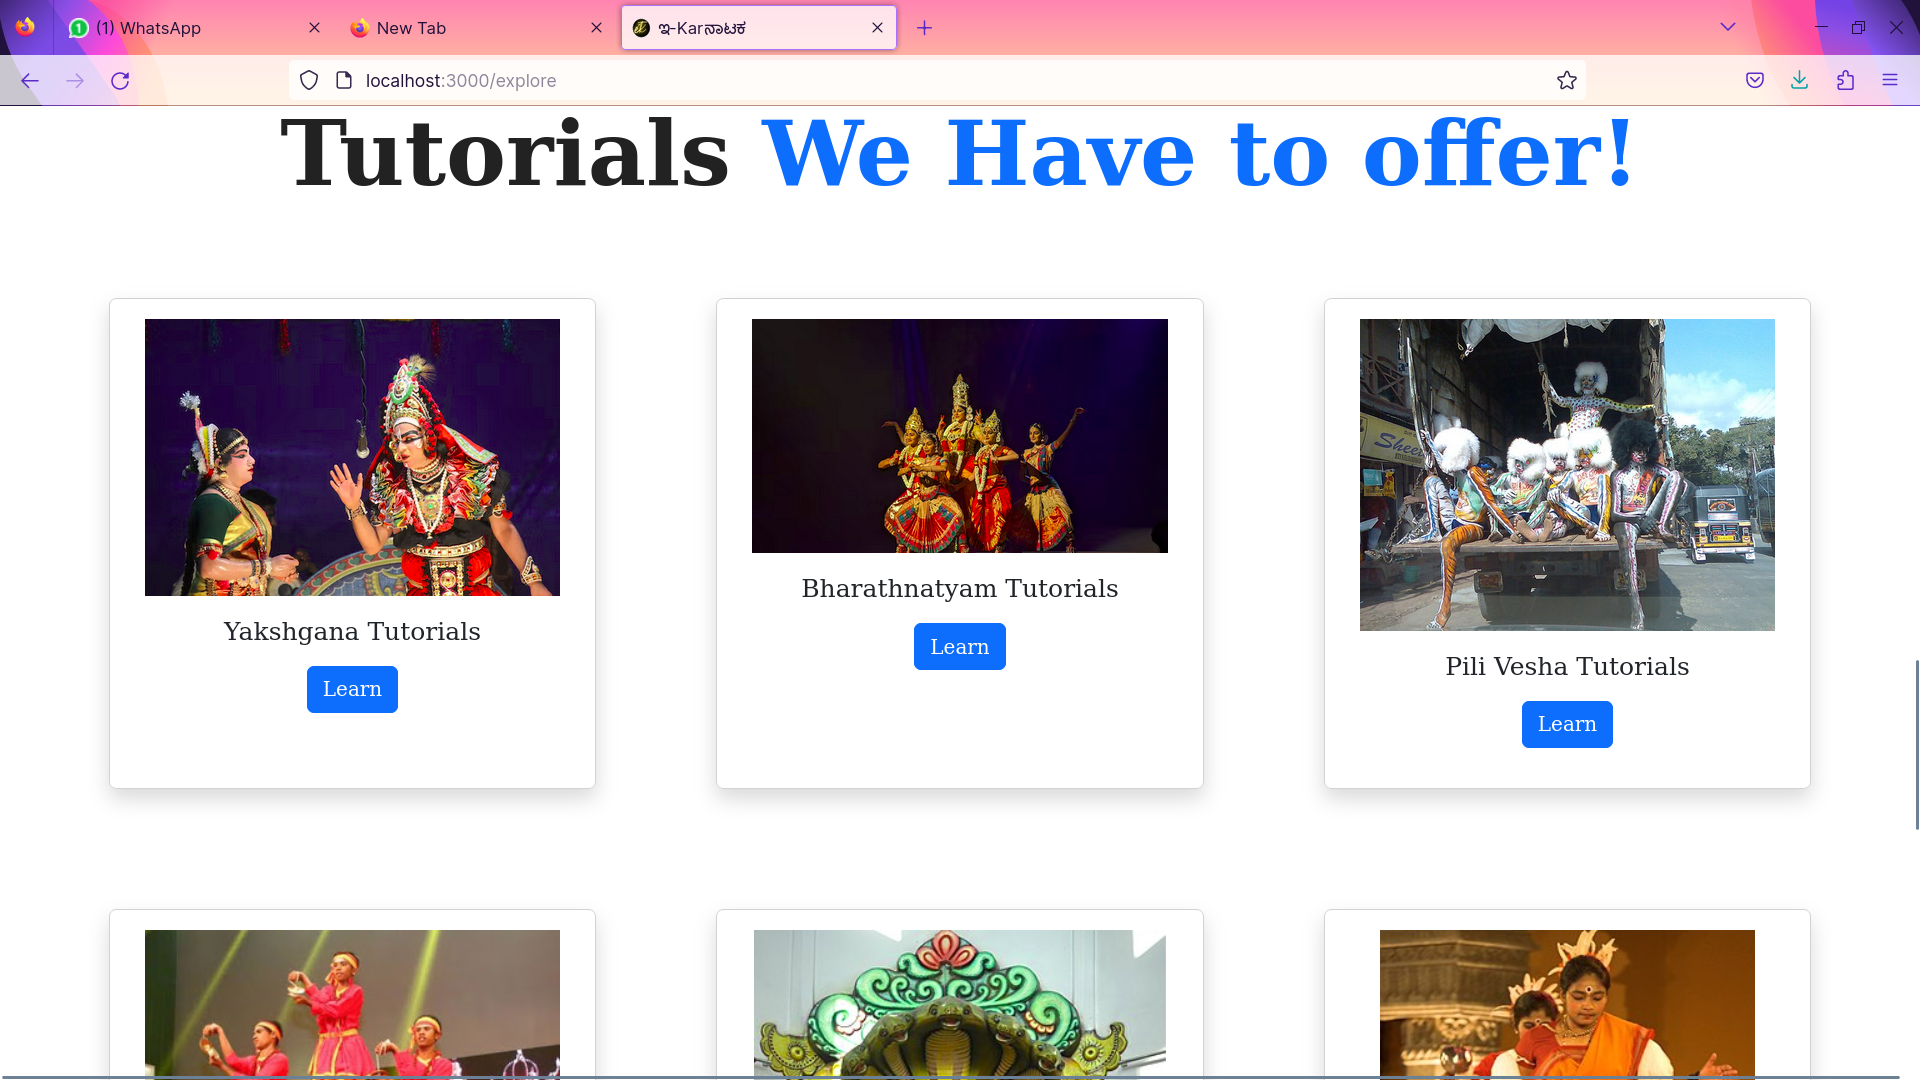 (1) WhatsApp
New Tab
ಇ-Karನಾಟಕ
localhost:3000/explore
Tutorials We Have to offer!
Yakshgana Tutorials
Learn
Bharathnatyam Tutorials
Learn
Pili Vesha Tutorials
Learn